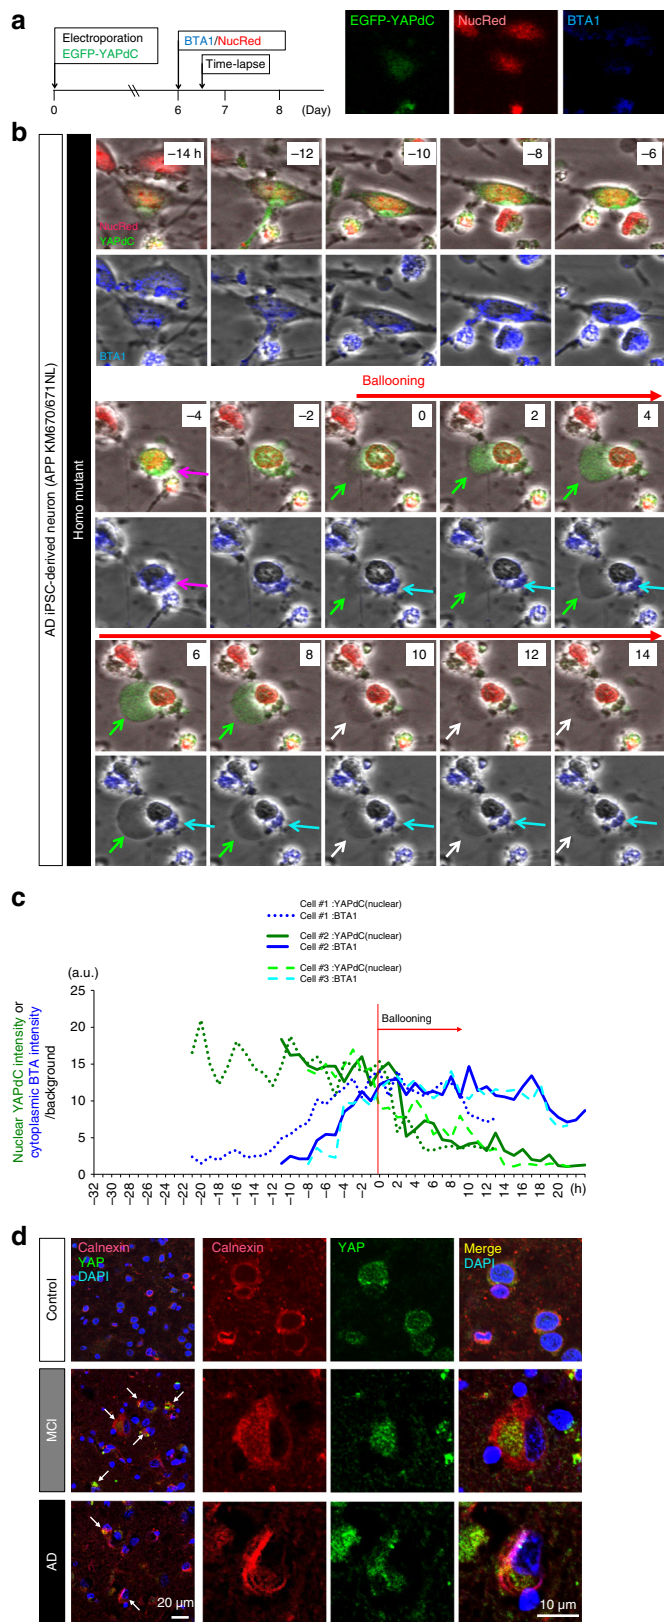 a
Electroporation
EGFP-YAPdC
BTA1/NucRed
Time-lapse
0 6 7 8 (Day)
EGFP-YAPdC NucRed BTA1
b
AD iPSC-derived neuron (APP KM670/671NL)
Homo mutant
–14 h –12 –10 –8 –6
NucRed
YAPdC
BTA1
Ballooning
–4 –2 0 2 4
6 8 10 12 14
c
Cell #1 :YAPdC(nuclear)
Cell #1 :BTA1
Cell #2 :YAPdC(nuclear)
Cell #2 :BTA1
Cell #3 :YAPdC(nuclear)
Cell #3 :BTA1
(a.u.)
Nuclear YAPdC intensity or
cytoplasmic BTA intensity
/background
25
20
15
10
5
0
Ballooning
–32 –30 –28 –26 –24 –22 –20 –18 –16 –14 –12 –10 –8 –6 –4 –2 0 2 4 6 8 10 12 14 16 18 20 (h)
d
Control
Calnexin
YAP
DAPI
Calnexin
YAP
Merge
DAPI
MCI
AD
20 µm
10 µm